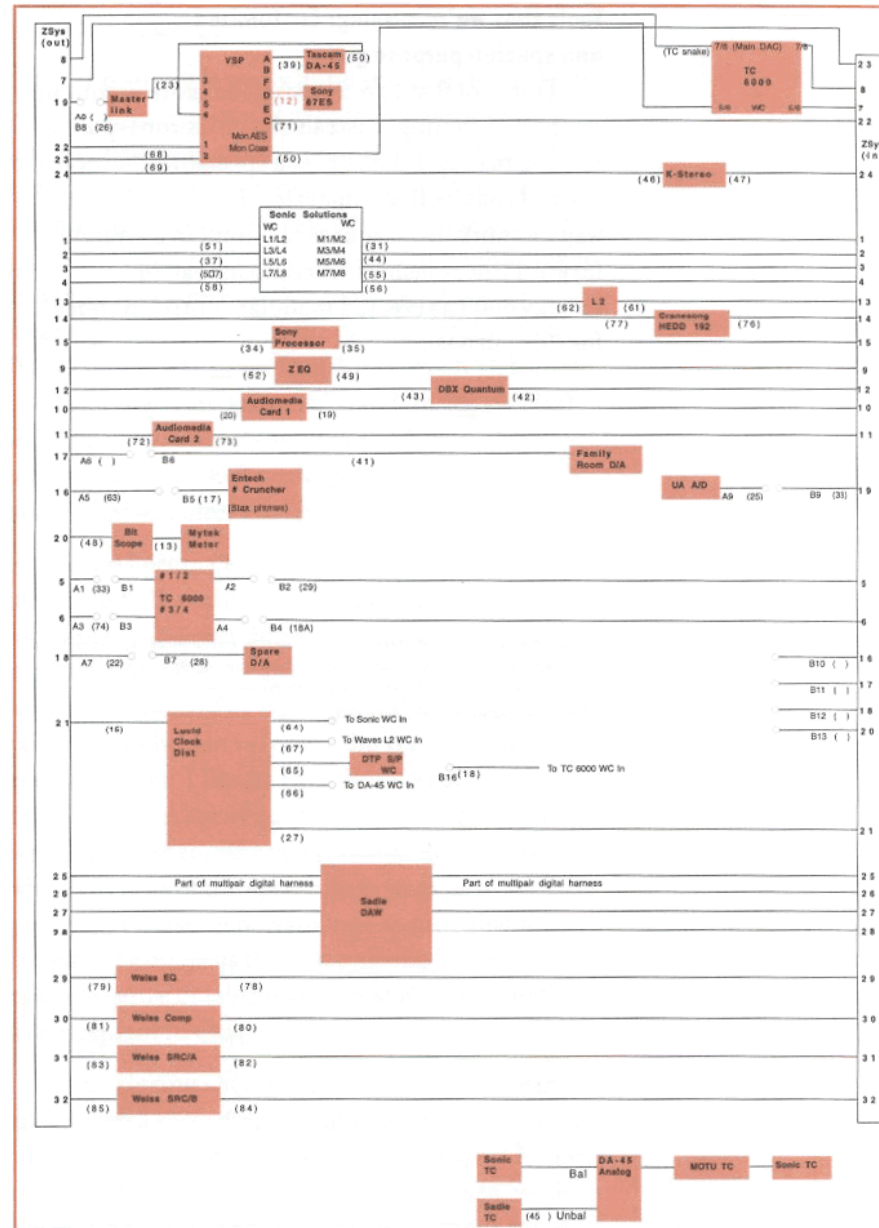 ZSys
(out)
8
7
19
22
23
24
(23)
Master
link
A8 ( )
B8 (26)
(68)
(69)
VSP
3
4
5
4
1
2
A
B
F
D
E
C
Mon AES
Mon Coax
(39)
Tascam
DA-45
(50)
(12)
Sony
67ES
(71)
(50)
(TC snake)
7/8 (Main DAC) 7/8
TC
6000
5/6 WC 5/6
23
8
7
22
ZSys
(in)
24
(46)
K-Stereo
(47)
Sonic Solutions
WC WC
L1/L2 M1/M2
L3/L4 M3/M4
L5/L6 M5/M6
L7/L8 M7/M8
1 (51) (31) 1
2 (37) (44) 2
3 (507) (55) 3
4 (58) (56) 4
13 (62) L2 (61) 13
14 (77) Cranesong
HEDD 192 (76) 14
15 (34) Sony
Processor (35) 15
9 (52) Z EQ (49) 9
12 (43) DBX Quantum (42) 12
10 (20) Audiomedia
Card 1 (19) 10
11 (72) Audiomedia
Card 2 (73) 11
17 A6 ( ) B6 (41) Family
Room D/A
16 A5 (63) B5 (17) Entech
# Cruncher
(Stax phones)
UA A/D A9 (25) B9 (33) 19
20 (48) Bit
Scope (13) Mytek
Meter
5 A1 (33) B1 # 1/2 A2 B2 (29) 5
TC 6000
6 A3 (74) B3 # 3/4 A4 B4 (18A) 6
18 A7 (22) B7 (28) Spare
D/A
B10 ( ) 16
B11 ( ) 17
B12 ( ) 18
B13 ( ) 20
21 (15) Lucid
Clock
Dist
(64) To Sonic WC In
(67) To Waves L2 WC In
(65) DTP S/P
WC
B16 (18) To TC 6000 WC In
(66) To DA-45 WC In
(27) 21
25 25
Part of multipair digital harness Part of multipair digital harness
26 26
27 Sadie
DAW 27
98 28
29 (79) Weiss EQ (78) 29
30 (81) Weiss Comp (80) 30
31 (83) Weiss SRC/A (82) 31
32 (85) Weiss SRC/B (84) 32
Sonic
TC
Bal
DA-45
Analog
MOTU TC
Sonic TC
Sadie
TC
(45 ) Unbal